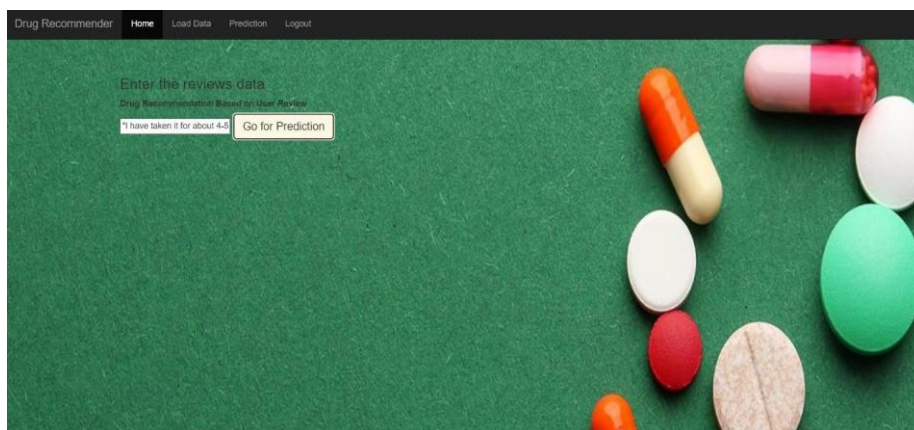 Drug Recommender Home Load Data Prediction Logout
Enter the reviews data
Drug Recommendation Based on User Review
"I have taken it for about 4-5 Go for Prediction